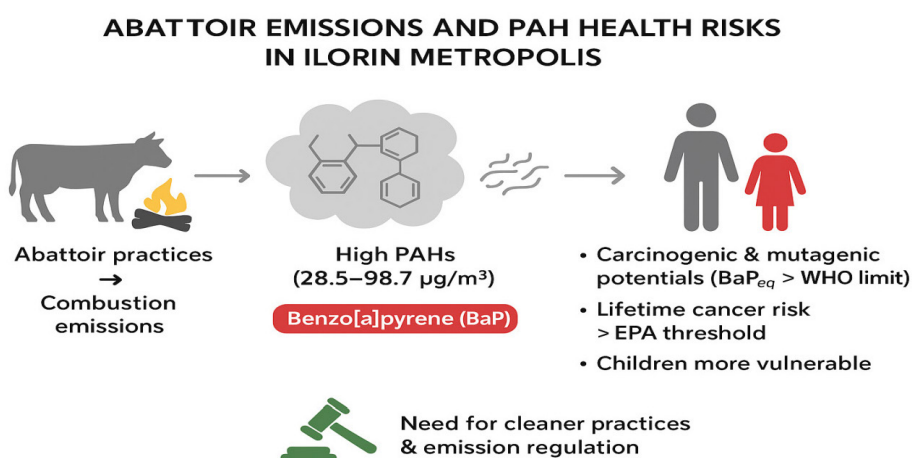 ABATTOIR EMISSIONS AND PAH HEALTH RISKS
IN ILORIN METROPOLIS
Abattoir practices
→
Combustion
emissions
High PAHs
(28.5–98.7 µg/m³)
Benzo[a]pyrene (BaP)
• Carcinogenic & mutagenic
potentials (BaPeq > WHO limit)
• Lifetime cancer risk
> EPA threshold
• Children more vulnerable
Need for cleaner practices
& emission regulation